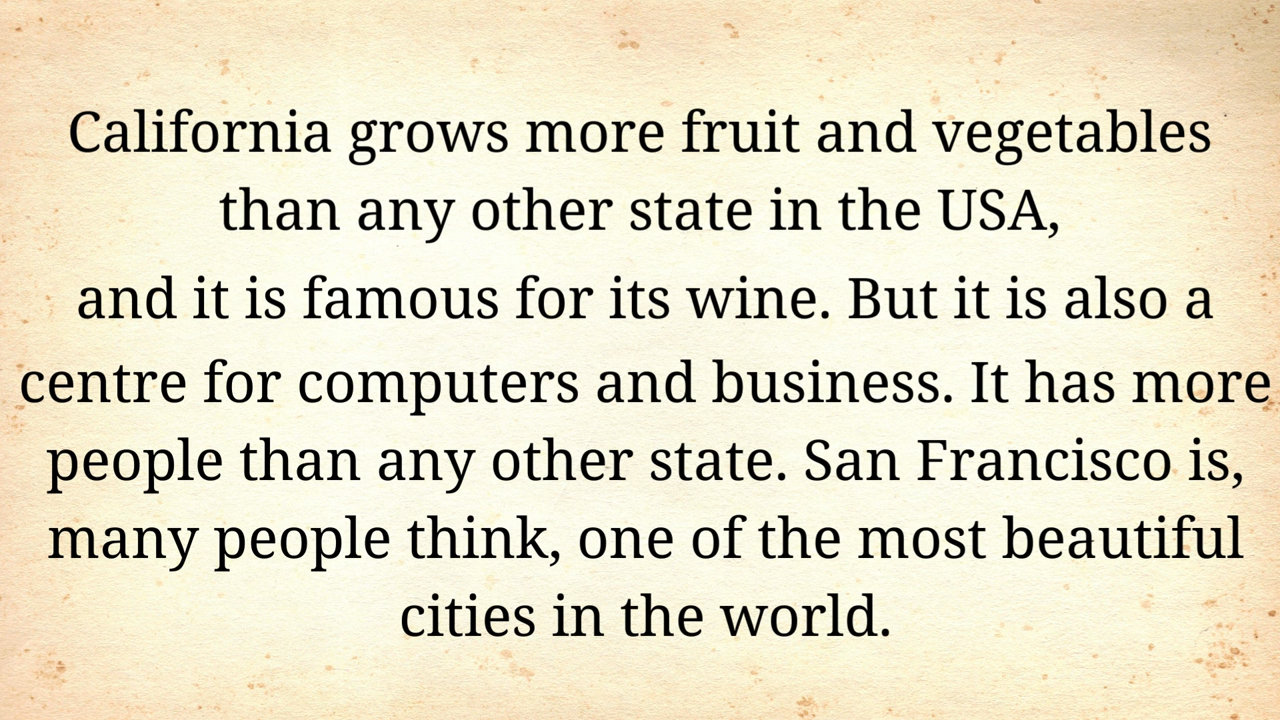 California grows more fruit and vegetables
than any other state in the USA,
and it is famous for its wine. But it is also a
centre for computers and business. It has more
people than any other state. San Francisco is,
many people think, one of the most beautiful
cities in the world.